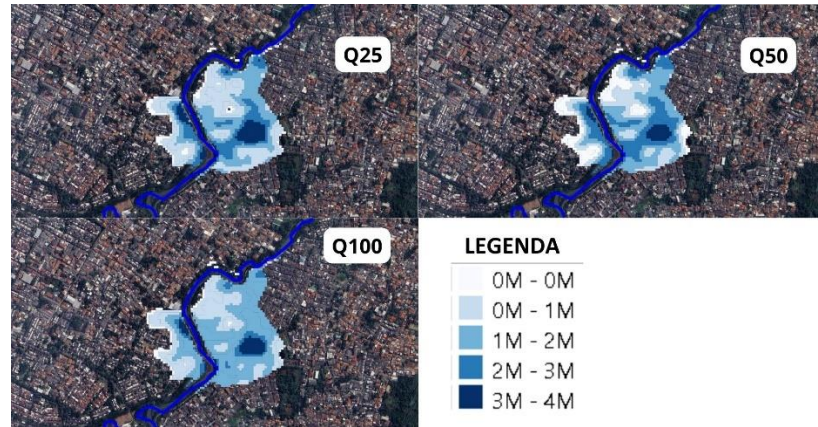 Q25
Q50
Q100
LEGENDA
0M - 0M
0M - 1M
1M - 2M
2M - 3M
3M - 4M